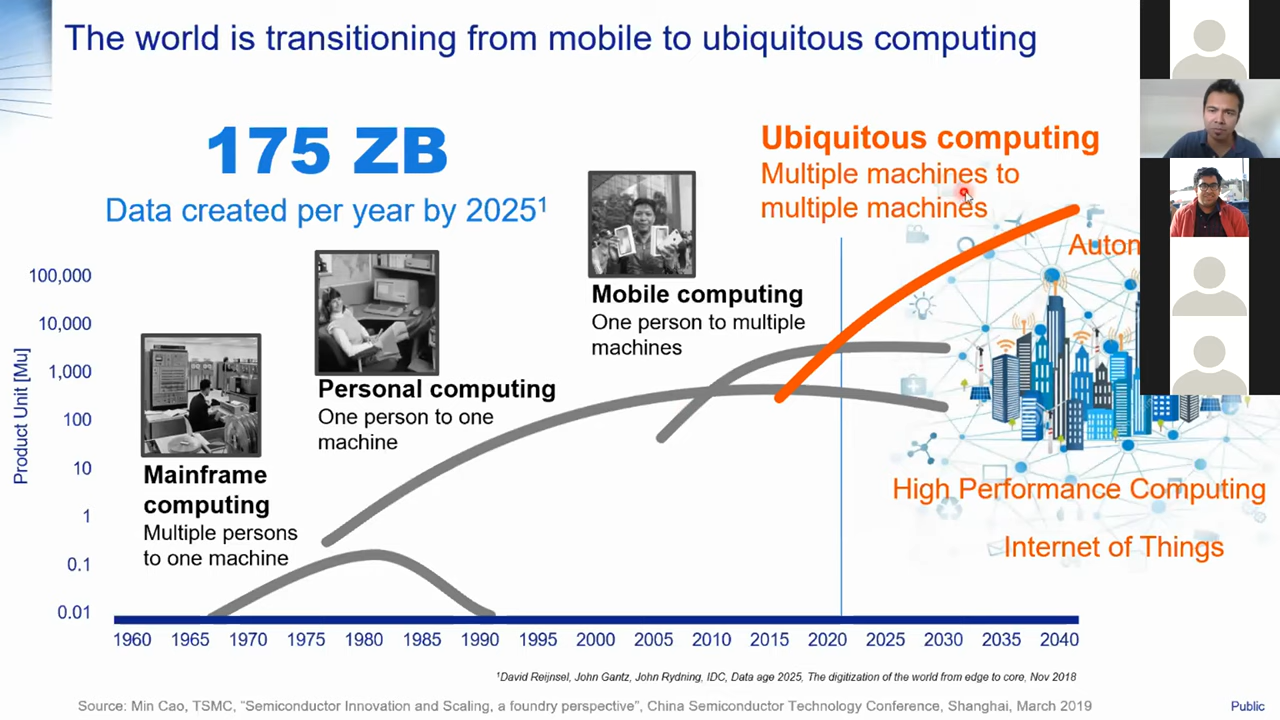 The world is transitioning from mobile to ubiquitous computing
175 ZB
Data created per year by 2025¹
Ubiquitous computing
Multiple machines to
multiple machines
Mobile computing
One person to multiple
machines
Personal computing
One person to one
machine
Mainframe
computing
Multiple persons
to one machine
High Performance Computing
Internet of Things
Product Unit [Mu]
100,000
10,000
1,000
100
10
1
0.1
0.01
1960 1965 1970 1975 1980 1985 1990 1995 2000 2005 2010 2015 2020 2025 2030 2035 2040
¹David Reijnsel, John Gantz, John Rydning, IDC, Data age 2025, The digitization of the world from edge to core, Nov 2018
Source: Min Cao, TSMC, "Semiconductor Innovation and Scaling, a foundry perspective", China Semiconductor Technology Conference, Shanghai, March 2019
Public